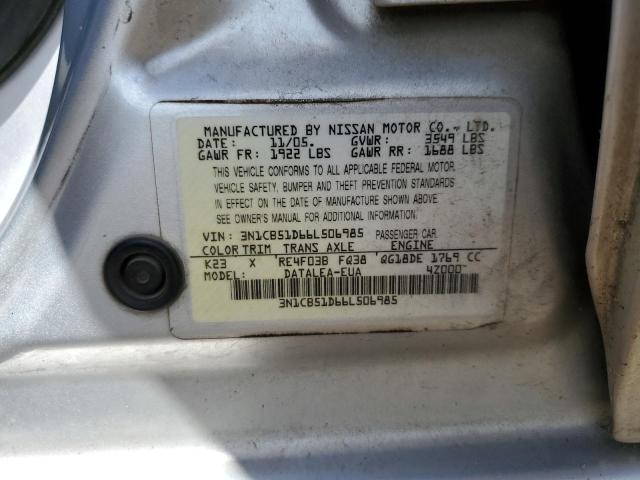 MANUFACTURED BY NISSAN MOTOR CO., LTD.
DATE: 11/05. GVWR: 3549 LBS
GAWR FR: 1922 LBS GAWR RR: 1688 LBS
THIS VEHICLE CONFORMS TO ALL APPLICABLE FEDERAL MOTOR
VEHICLE SAFETY, BUMPER AND THEFT PREVENTION STANDARDS
IN EFFECT ON THE DATE OF MANUFACTURE SHOWN ABOVE.
SEE OWNER'S MANUAL FOR ADDITIONAL INFORMATION.
VIN: 3N1CB51D66L506985 PASSENGER CAR.
COLOR TRIM TRANS AXLE ENGINE
K23 X RE4F03B FQ38 QG18DE 1769 CC
MODEL: DATALEA-EUA 4Z000
3N1CB51D66L506985